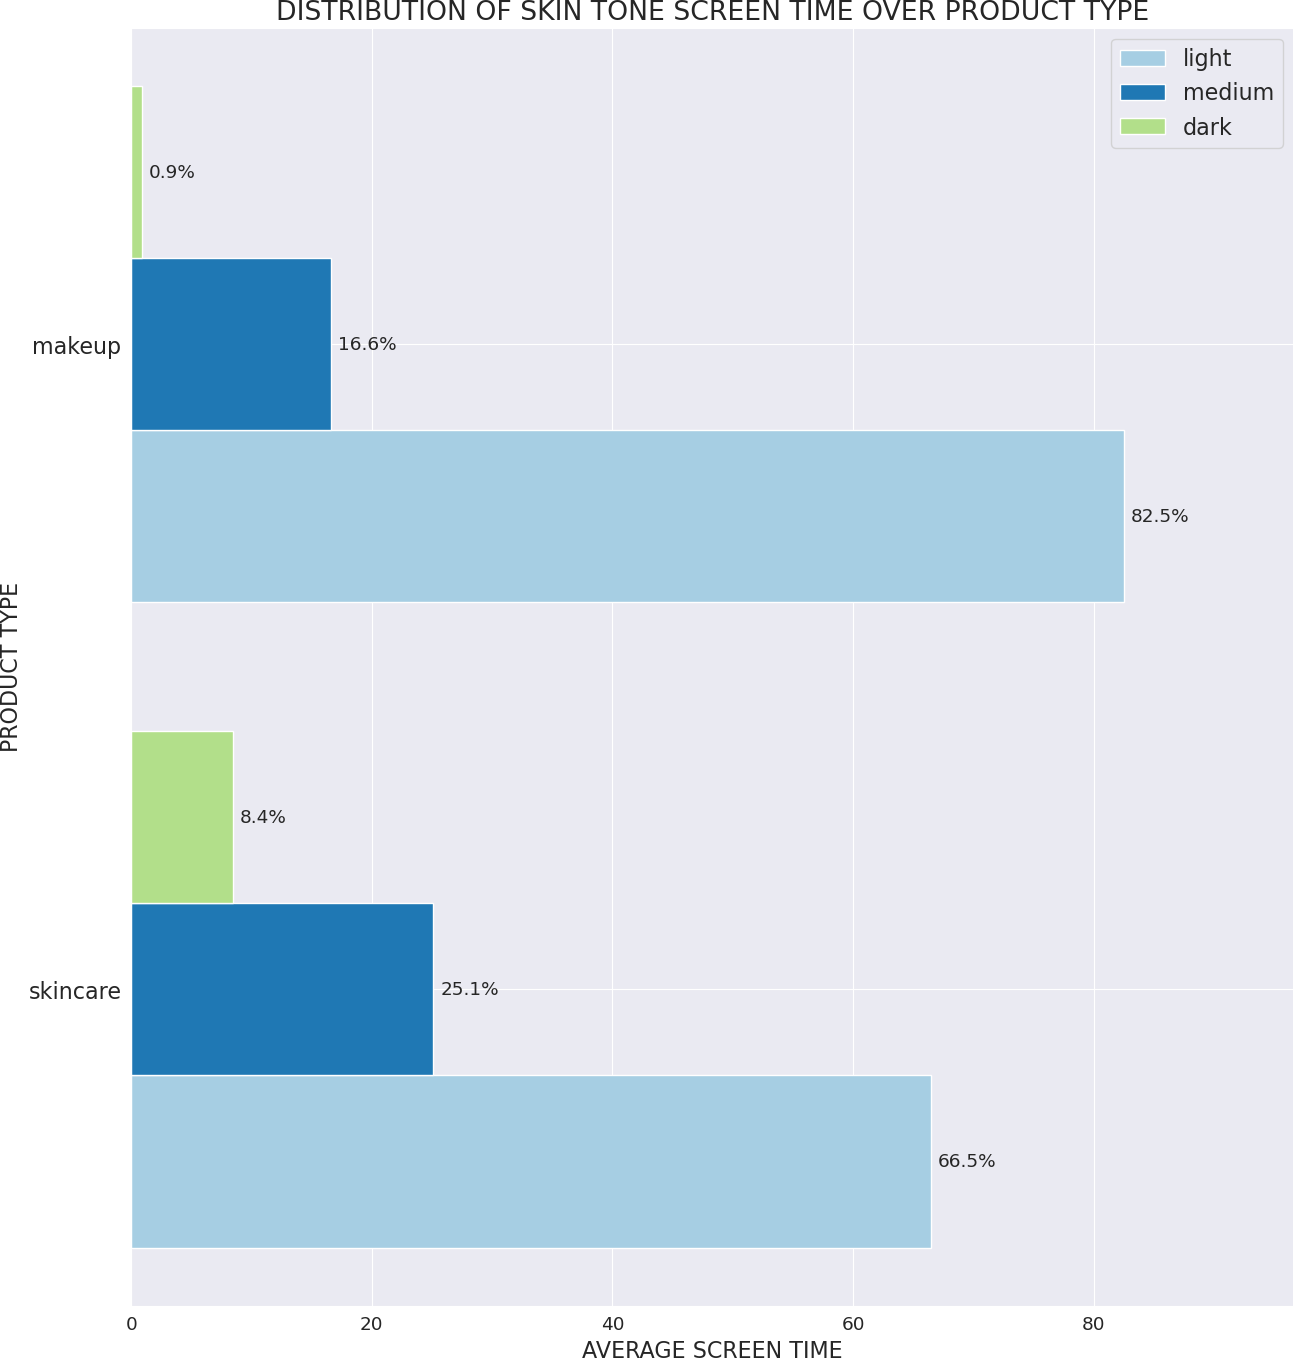 DISTRIBUTION OF SKIN TONE SCREEN TIME OVER PRODUCT TYPE
light
medium
dark
0.9%
16.6%
makeup
82.5%
PRODUCT TYPE
8.4%
25.1%
skincare
66.5%
0 20 40 60 80
AVERAGE SCREEN TIME